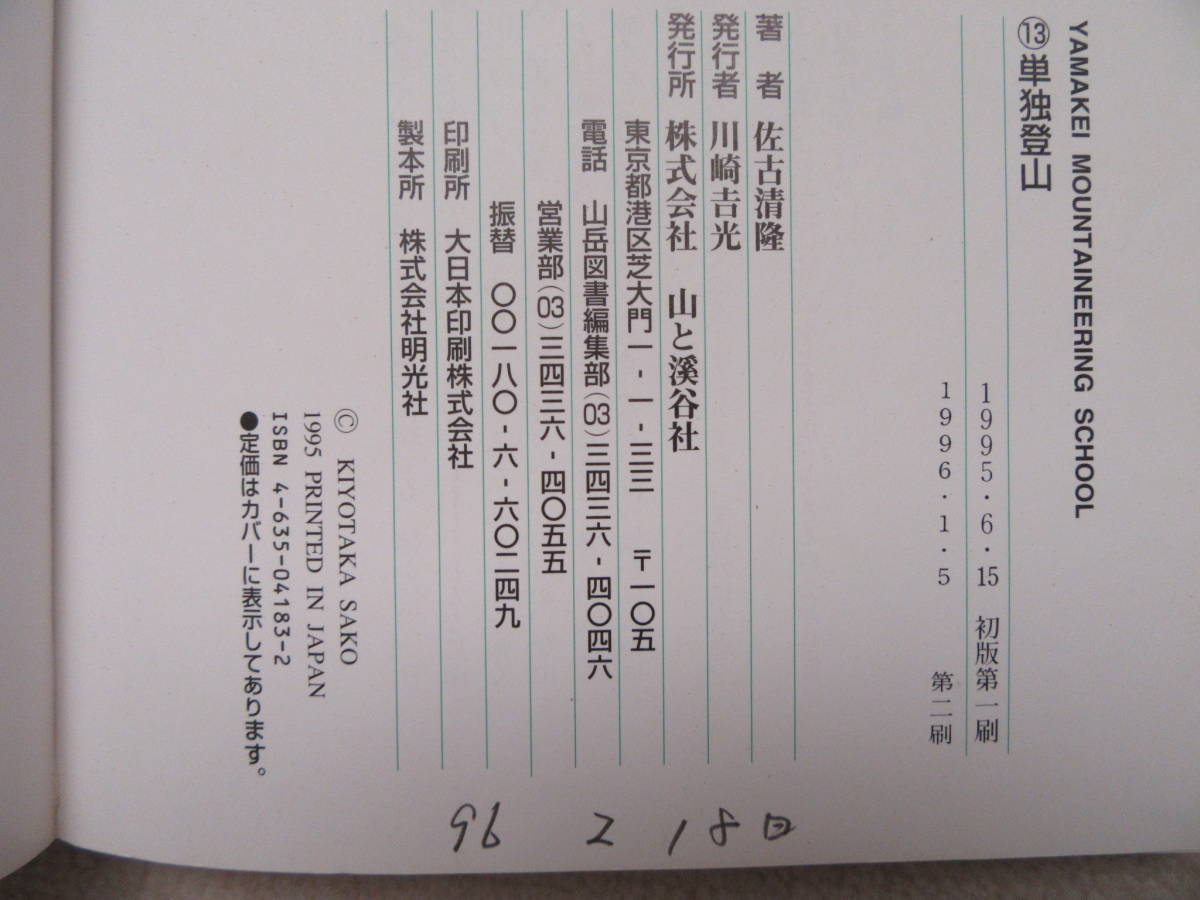 YAMAKEI MOUNTAINEERING SCHOOL
⑬単独登山
1995・6・15 初版第一刷
1996・1・5 第二刷
著者 佐古清隆
発行者 川崎吉光
発行所 株式会社 山と溪谷社
東京都港区芝大門一-一-三三 〒一〇五
電話 山岳図書編集部(03)三四三六-四〇四六
営業部(03)三四三六-四〇五五
振替 〇〇一八〇-六-六〇二四九
印刷所 大日本印刷株式会社
製本所 株式会社明光社
© KIYOTAKA SAKO
1995 PRINTED IN JAPAN
ISBN 4-635-04183-2
●定価はカバーに表示してあります。
96 2 18日